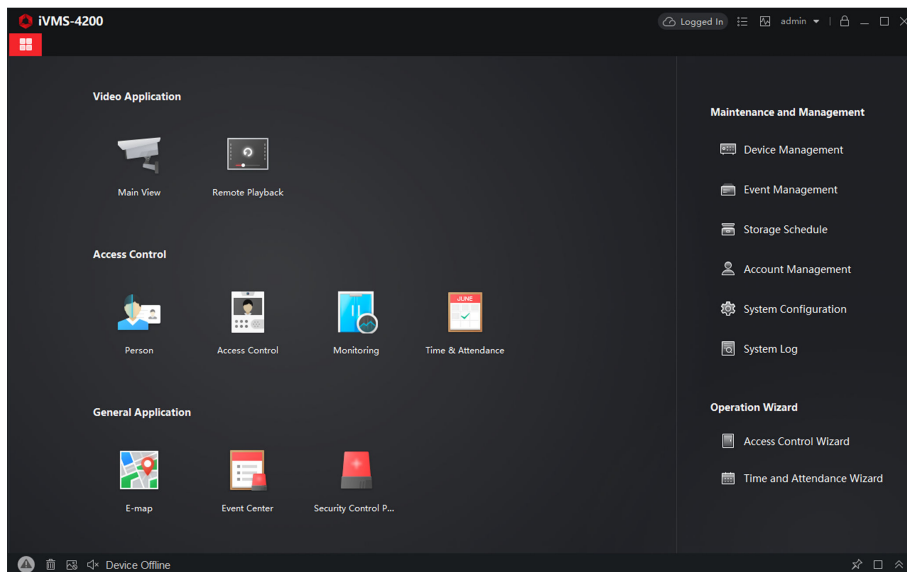 iVMS-4200
Logged In
admin
Video Application
Main View
Remote Playback
Access Control
JUNE
Person
Access Control
Monitoring
Time & Attendance
General Application
E-map
Event Center
Security Control P...
Maintenance and Management
Device Management
Event Management
Storage Schedule
Account Management
System Configuration
System Log
Operation Wizard
Access Control Wizard
Time and Attendance Wizard
Device Offline